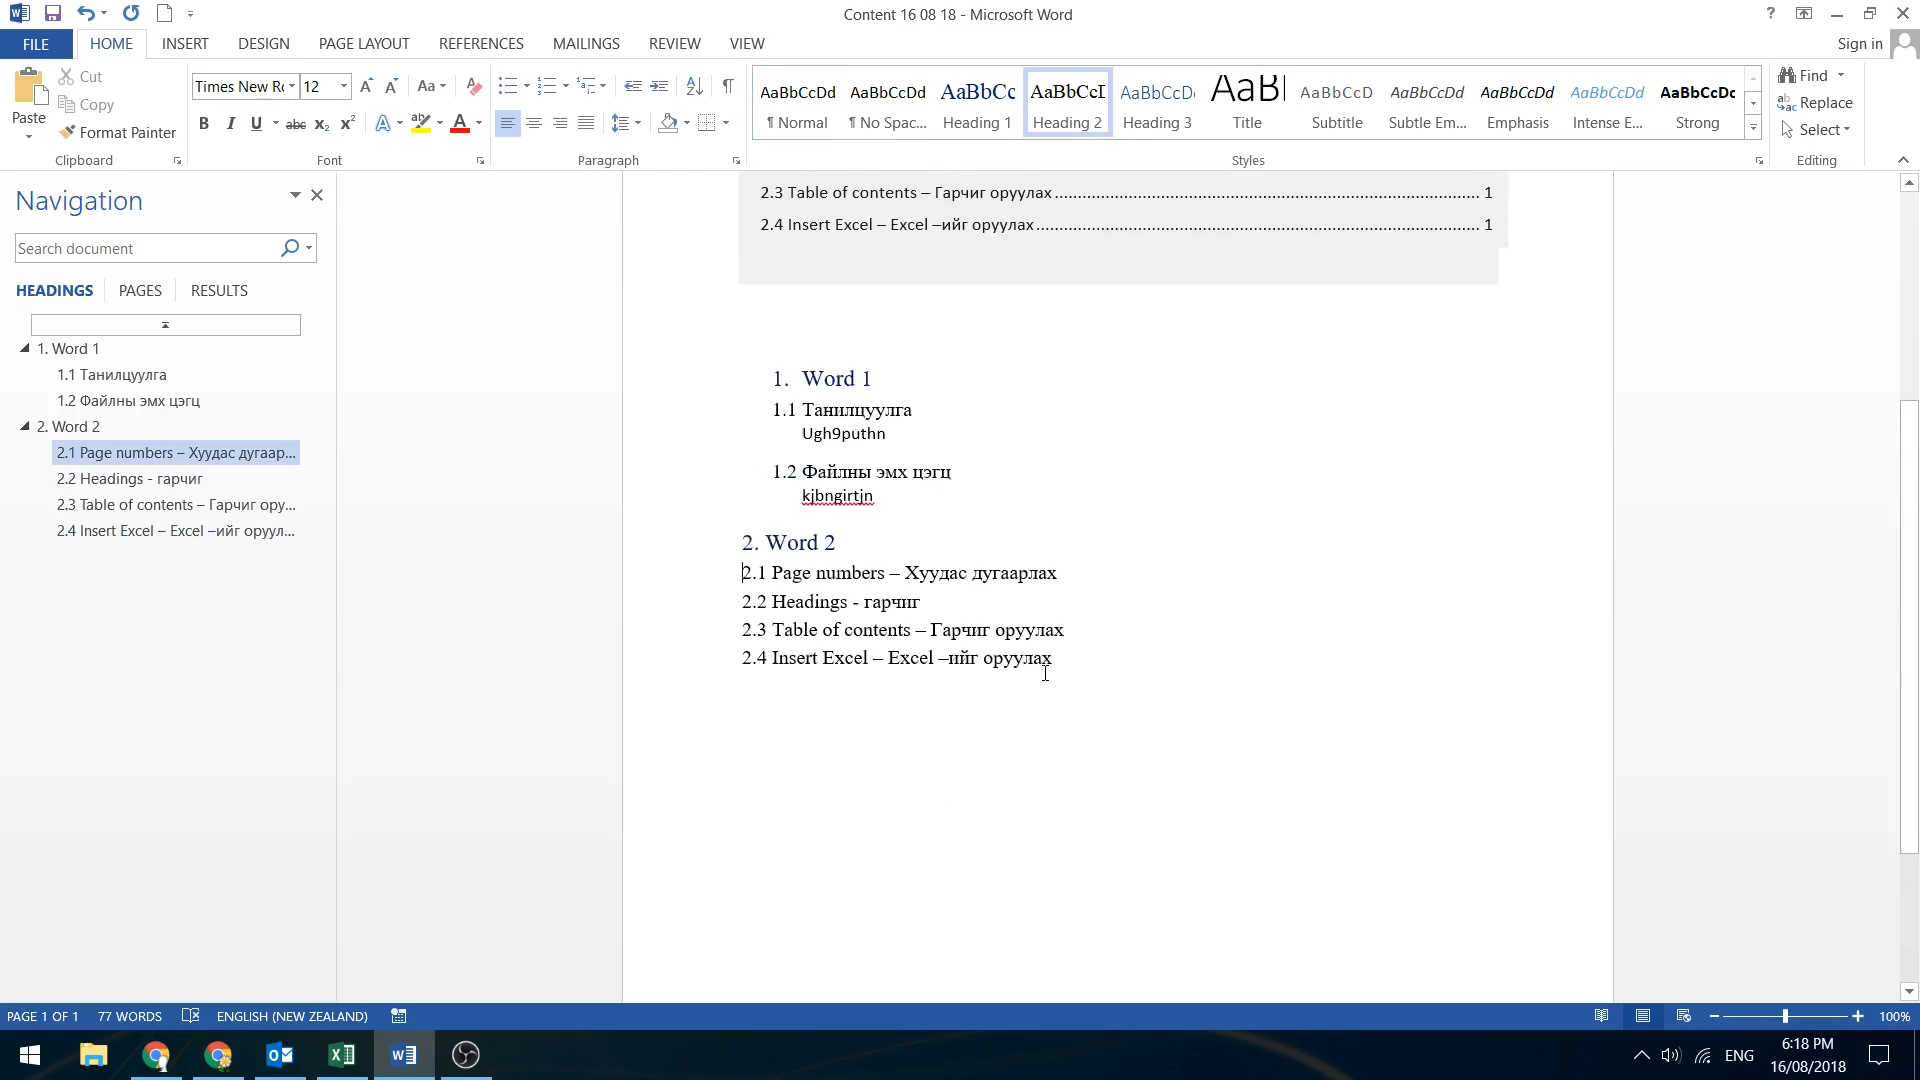 Content 16 08 18 - Microsoft Word
?
Sign in
FILE HOME INSERT DESIGN PAGE LAYOUT REFERENCES MAILINGS REVIEW VIEW
Paste
Cut
Copy
Format Painter
Clipboard
Times New Rc 12
Aa
B I U abc x₂ x²
Font
Paragraph
AaBbCcDd AaBbCcDd AaBbCc AaBbCcI AaBbCcD AaBl AaBbCcD AaBbCcDd AaBbCcDd AaBbCcDd AaBbCcDc
¶ Normal ¶ No Spac... Heading 1 Heading 2 Heading 3 Title Subtitle Subtle Em... Emphasis Intense E... Strong
Styles
Find
Replace
Select
Editing
Navigation
Search document
HEADINGS PAGES RESULTS
1. Word 1
1.1 Танилцуулга
1.2 Файлны эмх цэгц
2. Word 2
2.1 Page numbers – Хуудас дугаар...
2.2 Headings - гарчиг
2.3 Table of contents – Гарчиг ору...
2.4 Insert Excel – Excel –ийг оруул...
2.3 Table of contents – Гарчиг оруулах ........ 1
2.4 Insert Excel – Excel –ийг оруулах ........ 1
1. Word 1
1.1 Танилцуулга
Ugh9puthn
1.2 Файлны эмх цэгц
kjbngirtjn
2. Word 2
2.1 Page numbers – Хуудас дугаарлах
2.2 Headings - гарчиг
2.3 Table of contents – Гарчиг оруулах
2.4 Insert Excel – Excel –ийг оруулах
PAGE 1 OF 1 77 WORDS ENGLISH (NEW ZEALAND) 100%
ENG
6:18 PM
16/08/2018